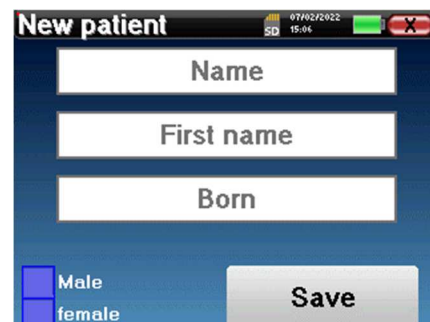 New patient
SD
07/02/2022
15:06
X
Name
First name
Born
Male
female
Save